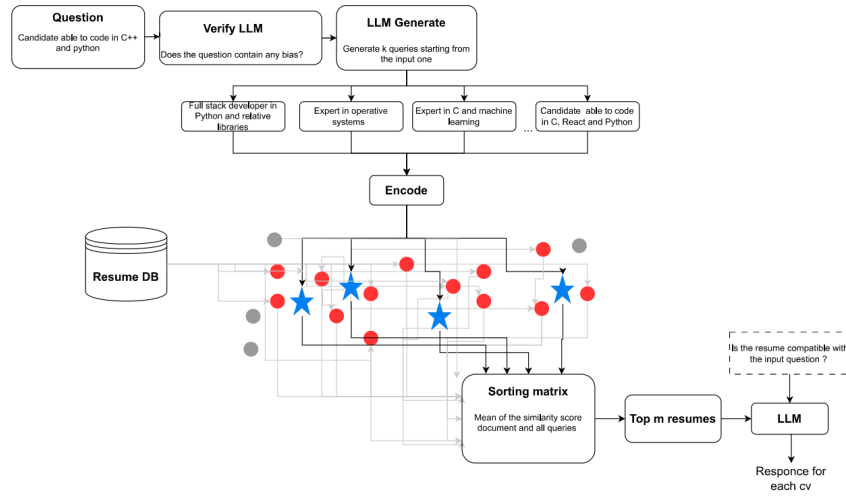 Question
Candidate able to code in C++
and python
Verify LLM
Does the question contain any bias?
LLM Generate
Generate k queries starting from
the input one
Full stack developer in
Python and relative
libraries
Expert in operative
systems
Expert in C and machine
learning
...
Candidate able to code
in C, React and Python
Encode
Resume DB
Is the resume compatible with
the input question ?
Sorting matrix
Mean of the similarity score
document and all queries
Top m resumes
LLM
Responce for
each cv